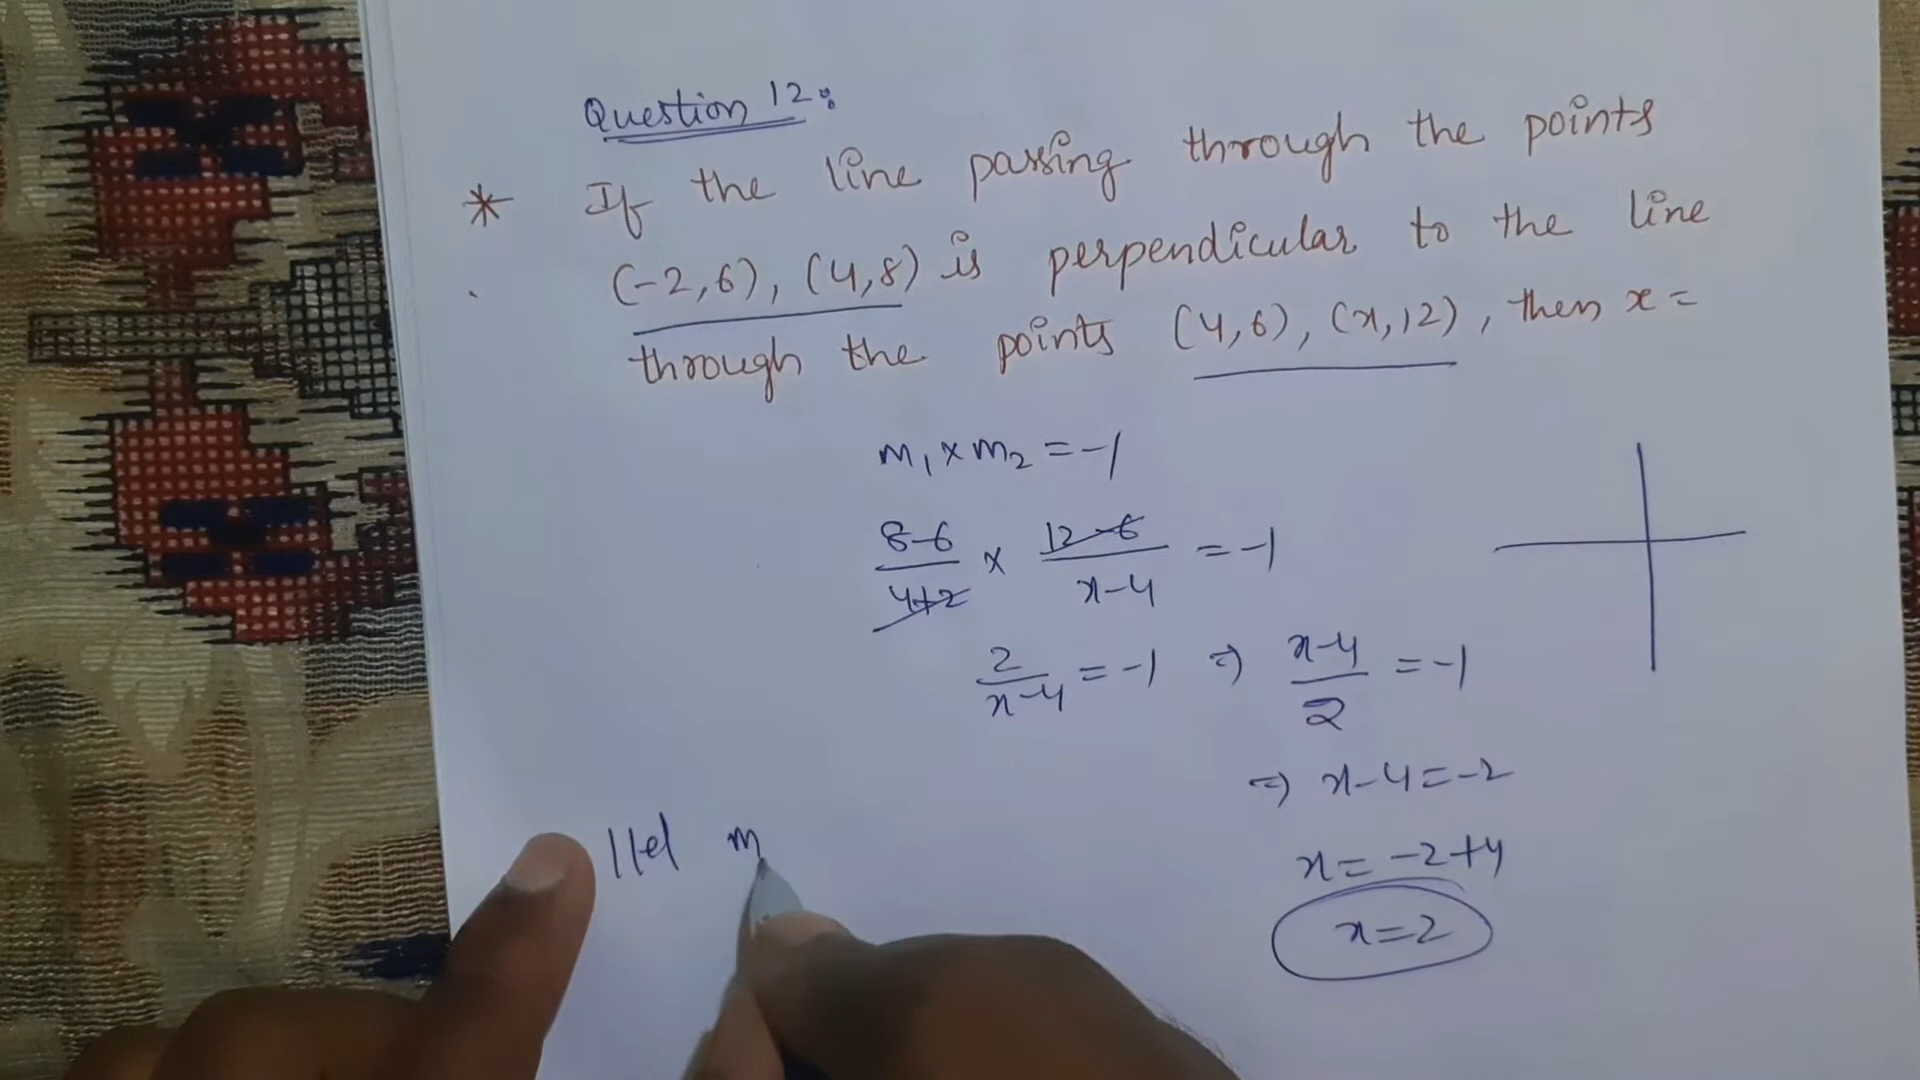 Question 12:
* If the line passing through the points
(-2,6), (4,8) is perpendicular to the line
through the points (4,6), (x,12), then x =
m₁ × m₂ = -1
8-6/4+2 × 12-6/x-4 = -1
2/x-4 = -1 ⇒ x-4/2 = -1
⇒ x-4 = -2
x = -2+4
x=2
||el m